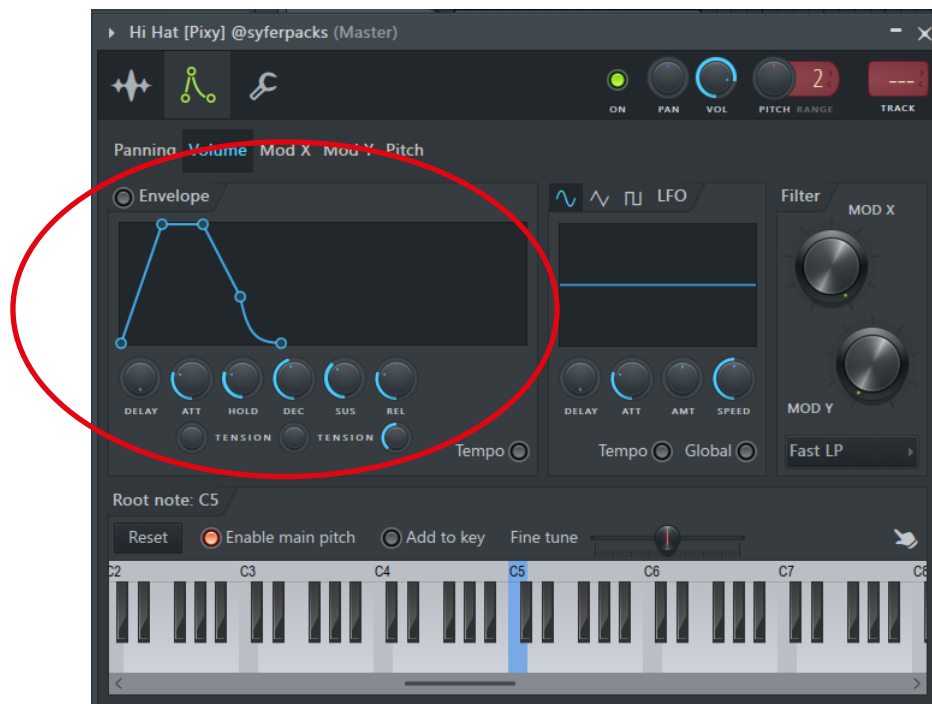 Hi Hat [Pixy] @syferpacks (Master)
2
---
ON PAN VOL PITCH RANGE TRACK
Panning Volume Mod X Mod Y Pitch
Envelope
LFO
Filter
MOD X
DELAY ATT HOLD DEC SUS REL
DELAY ATT AMT SPEED
MOD Y
TENSION TENSION
Tempo
Tempo Global
Fast LP
Root note: C5
Reset Enable main pitch Add to key Fine tune
C2 C3 C4 C5 C6 C7 C8